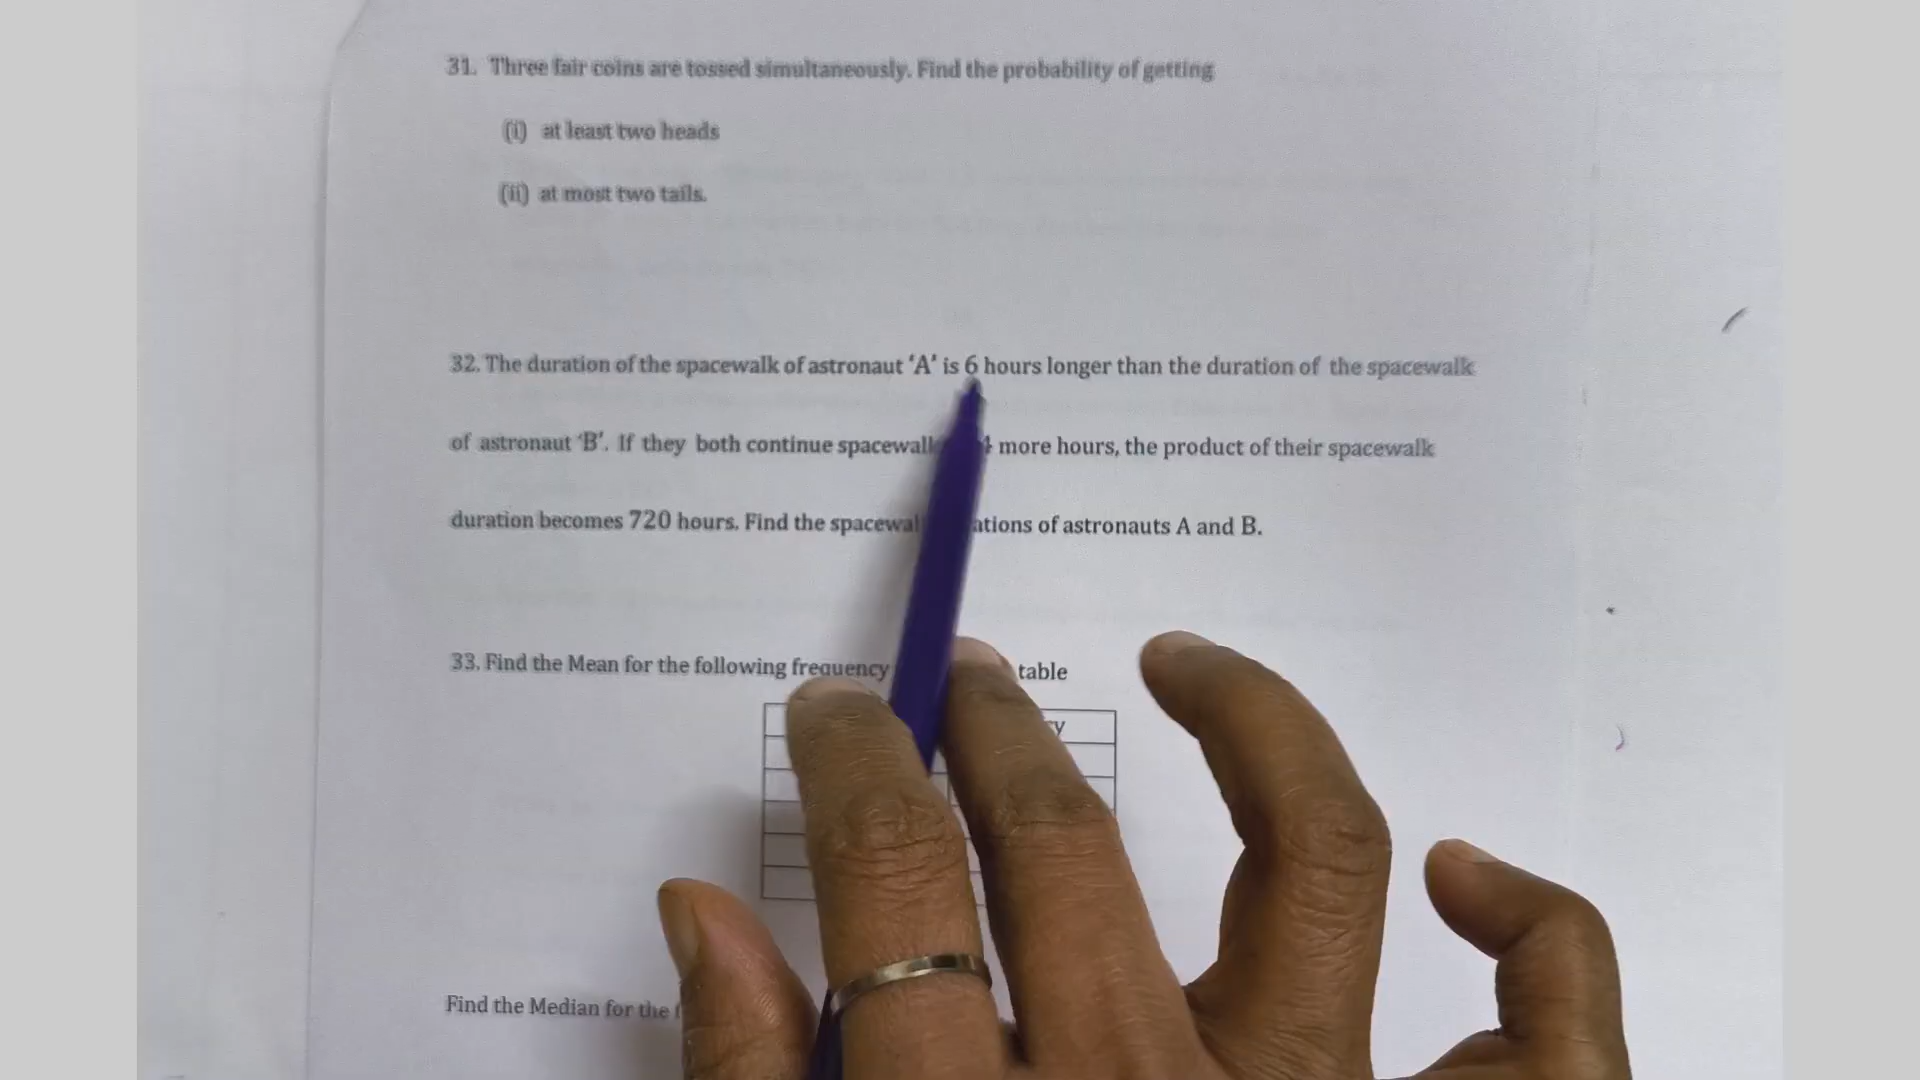 31. Three fair coins are tossed simultaneously. Find the probability of getting
(i) at least two heads
(ii) at most two tails.
32. The duration of the spacewalk of astronaut ‘A’ is 6 hours longer than the duration of the spacewalk
of astronaut ‘B’. If they both continue more hours, the product of their spacewalk
duration becomes 720 hours. Find the of astronauts A and B.
33. Find the Mean for the following frequency table
Find the Median for the